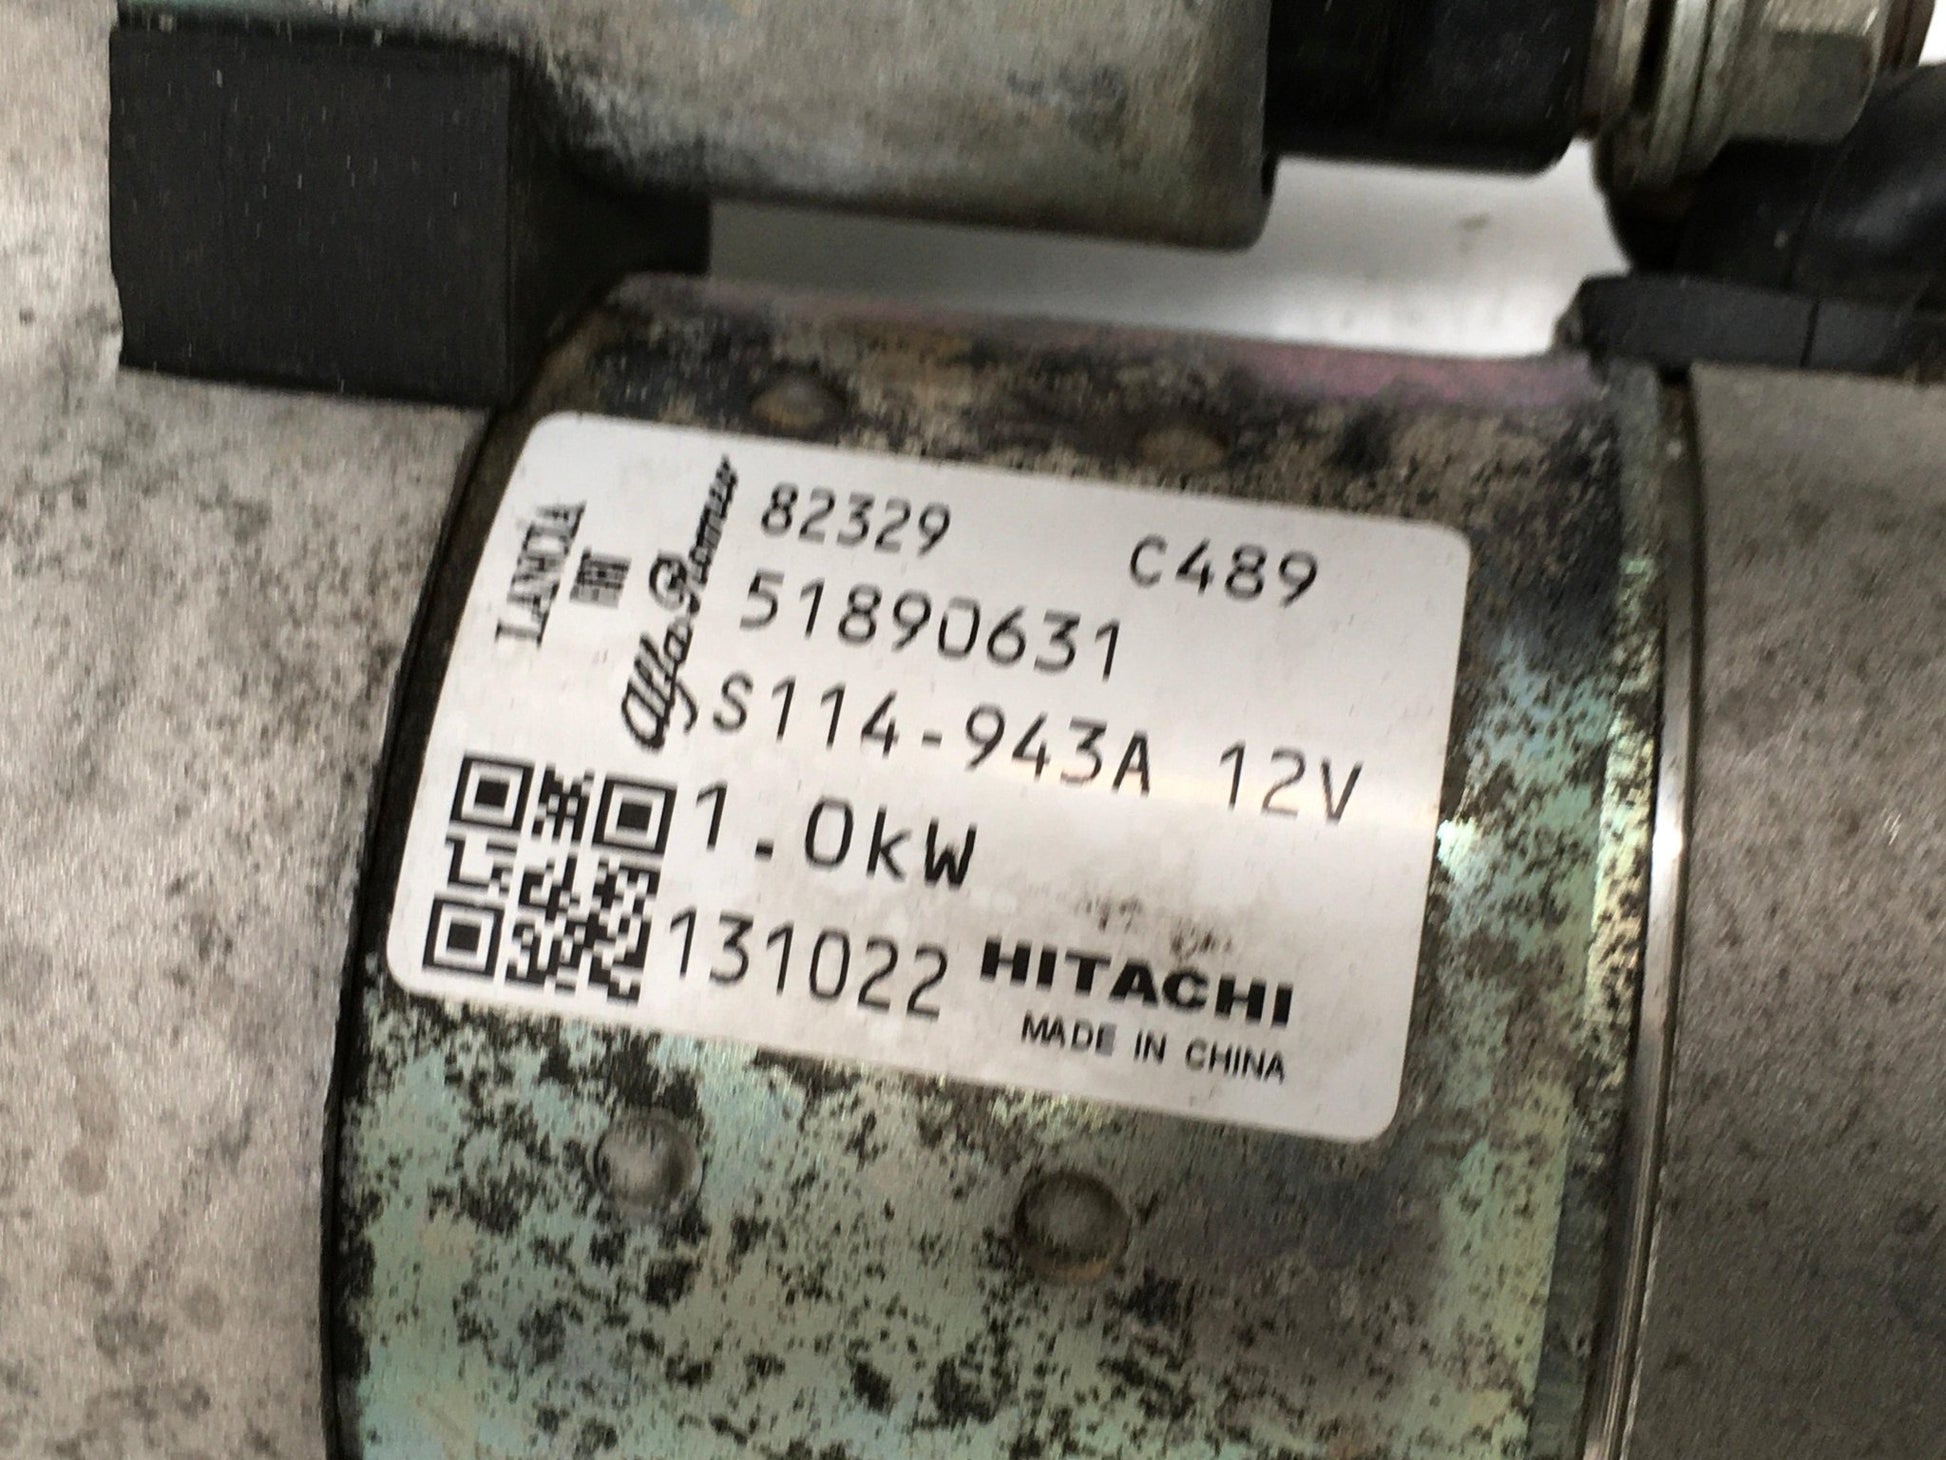 82329 C489
51890631
S114-943A 12V
1.0kW
131022 HITACHI
MADE IN CHINA
LANCIA
FIAT
Alfa Romeo